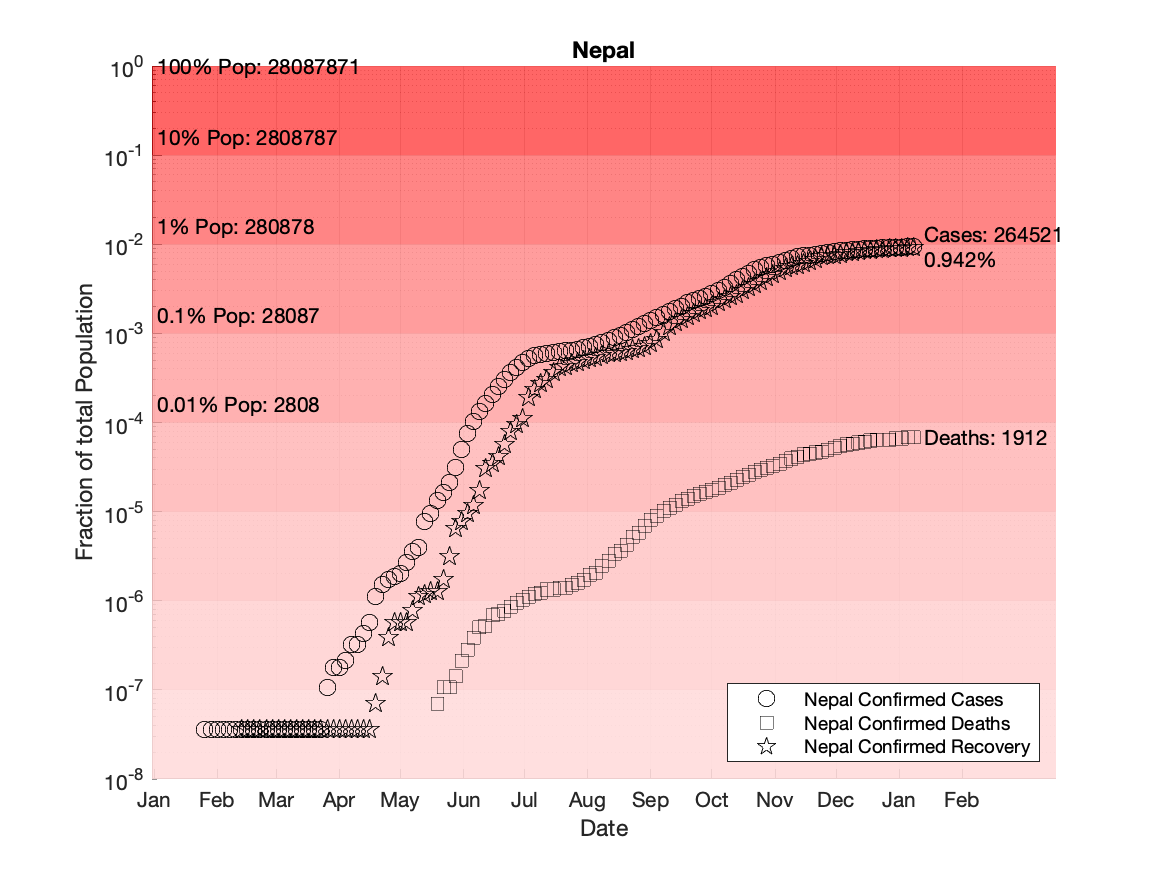 Nepal
10^0
100% Pop: 28087871
10% Pop: 2808787
10^-1
1% Pop: 280878
10^-2
Cases: 264521
0.942%
0.1% Pop: 28087
10^-3
0.01% Pop: 2808
10^-4
Deaths: 1912
10^-5
10^-6
10^-7
10^-8
Fraction of total Population
Nepal Confirmed Cases
Nepal Confirmed Deaths
Nepal Confirmed Recovery
Jan Feb Mar Apr May Jun Jul Aug Sep Oct Nov Dec Jan Feb
Date